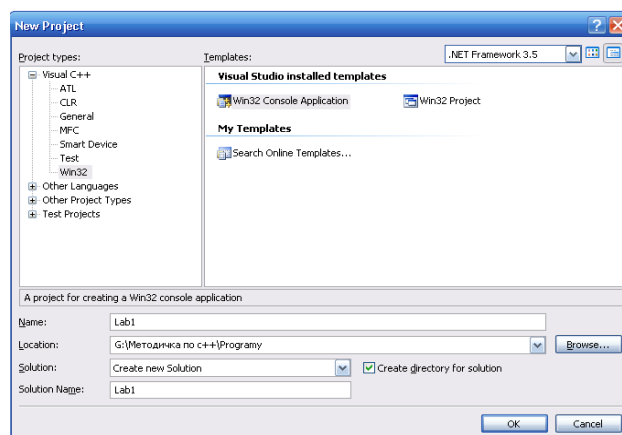 New Project
Project types:
Templates:
.NET Framework 3.5
Visual C++
ATL
CLR
General
MFC
Smart Device
Test
Win32
Other Languages
Other Project Types
Test Projects
Visual Studio installed templates
Win32 Console Application
Win32 Project
My Templates
Search Online Templates...
A project for creating a Win32 console application
Name:
Lab1
Location:
G:\Методичка по с++\Programy
Browse...
Solution:
Create new Solution
Create directory for solution
Solution Name:
Lab1
OK
Cancel